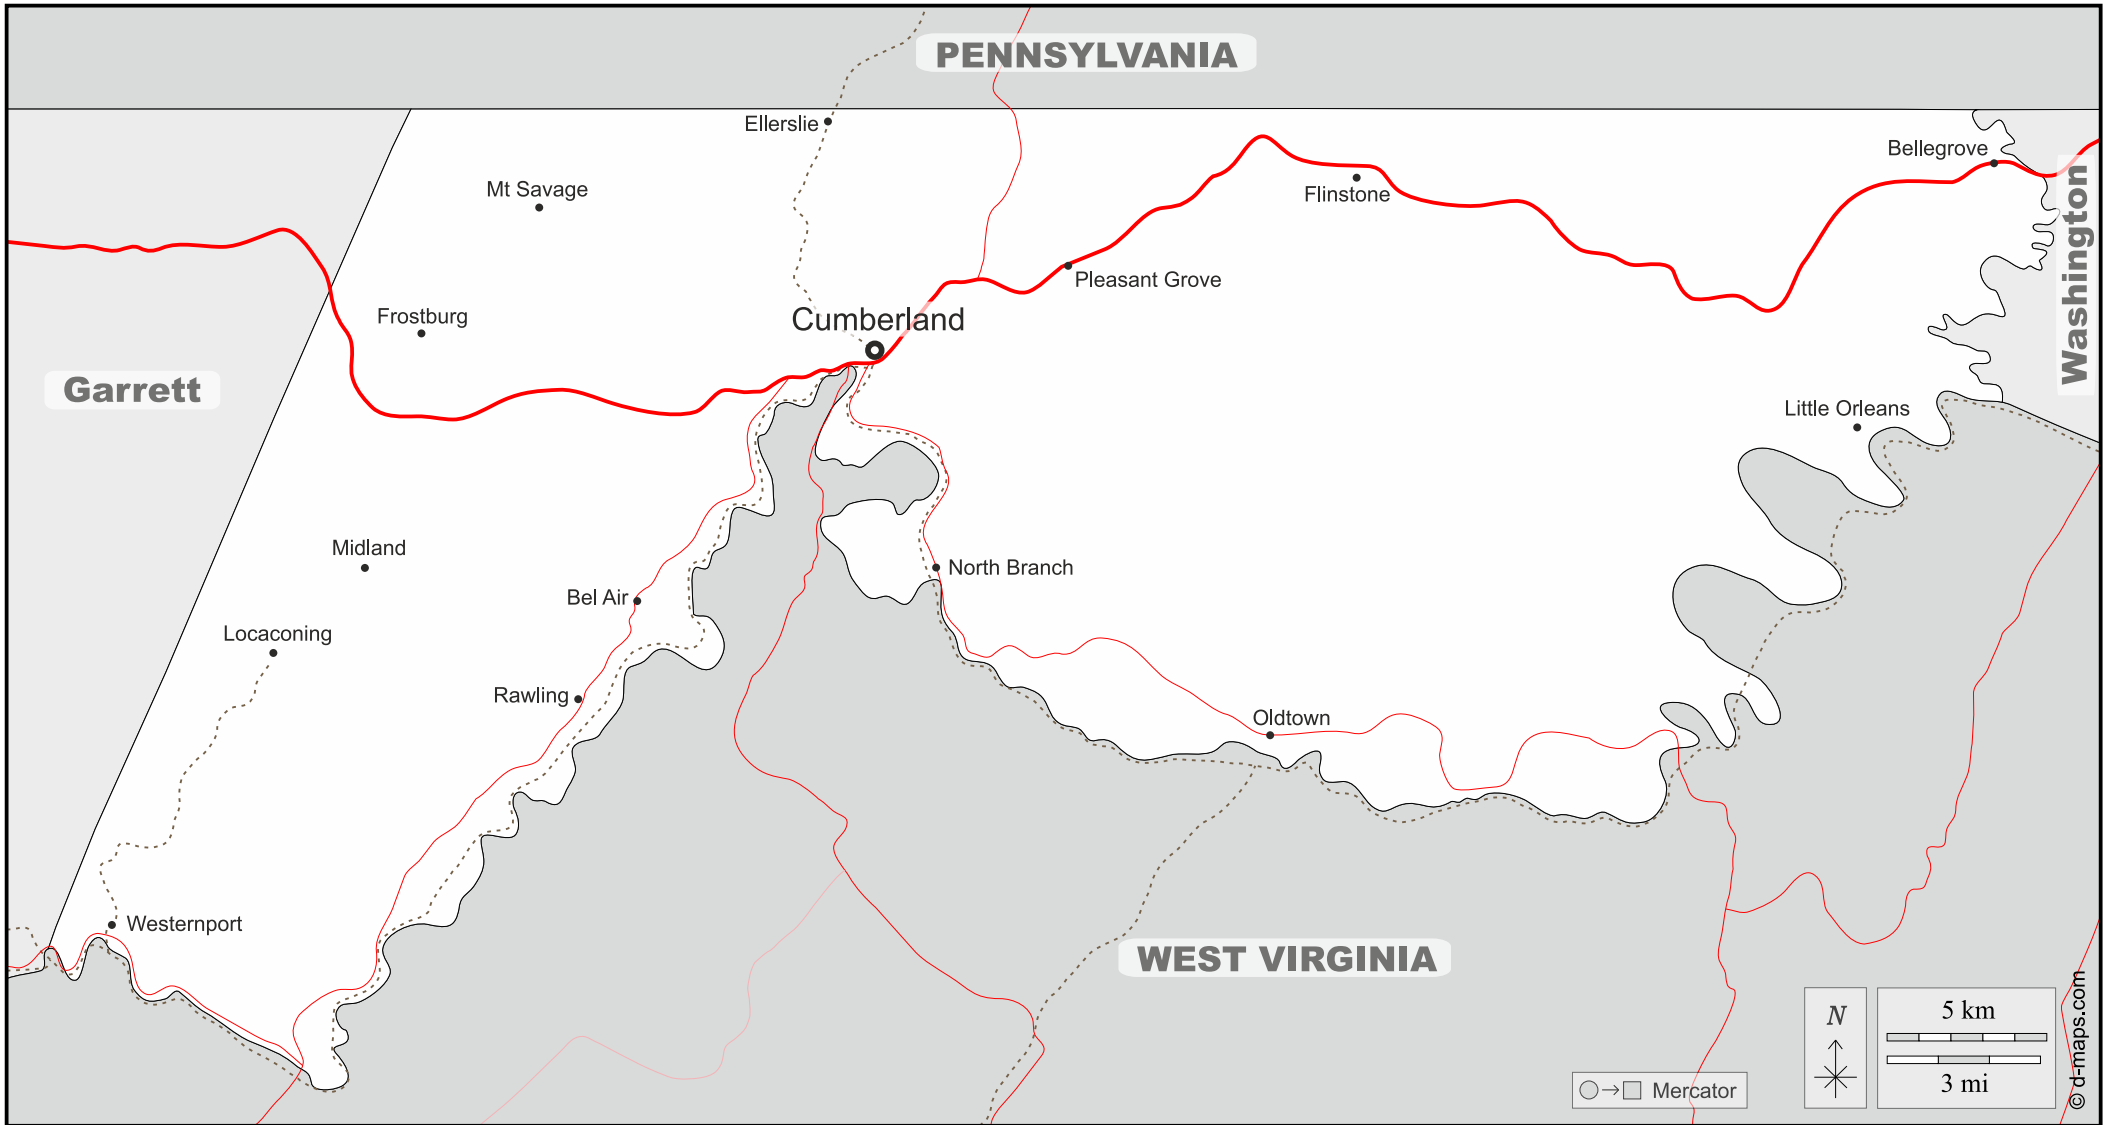 PENNSYLVANIA
Ellerslie
Bellegrove
Mt Savage
Flinstone
Washington
Pleasant Grove
Frostburg
Cumberland
Garrett
Little Orleans
Midland
North Branch
Bel Air
Locaconing
Rawling
Oldtown
Westernport
WEST VIRGINIA
N
5 km
3 mi
Mercator
© d-maps.com